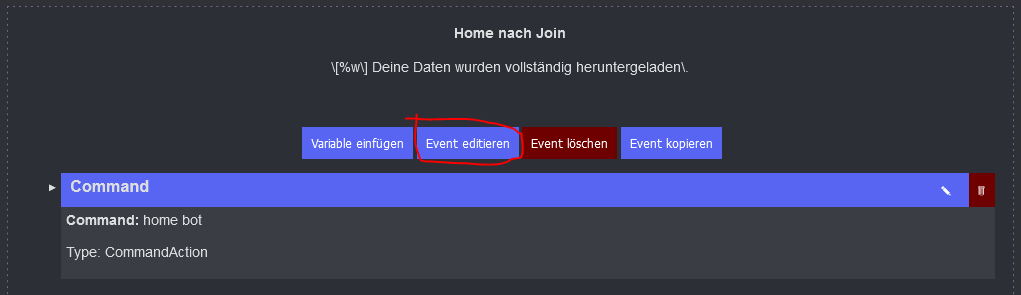 Home nach Join
\[%w\] Deine Daten wurden vollständig heruntergeladen\.
Variable einfügen Event editieren Event löschen Event kopieren
Command
Command: home bot
Type: CommandAction